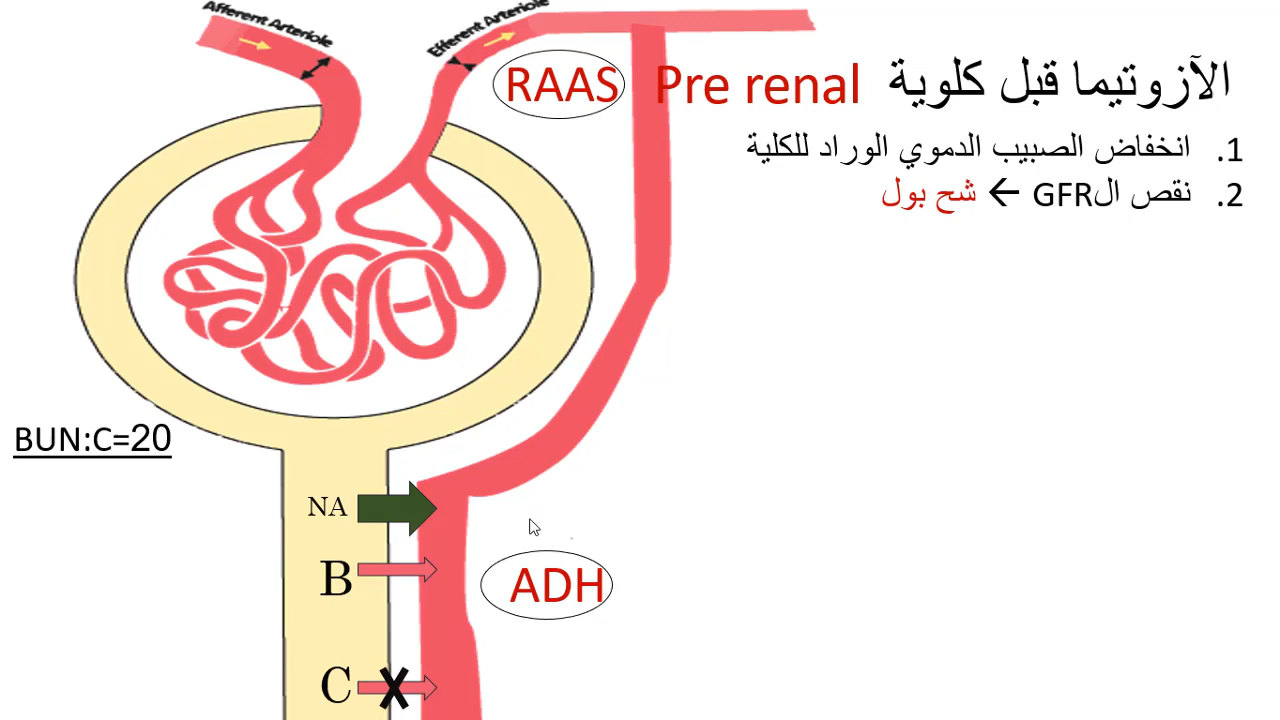 Afferent Arteriole
Efferent Arteriole
RAAS
الآزوتيما قبل كلوية Pre renal
1. انخفاض الصبيب الدموي الوراد للكلية
2. نقص الGFR ← شح بول
BUN:C=20
NA
B
ADH
C
X